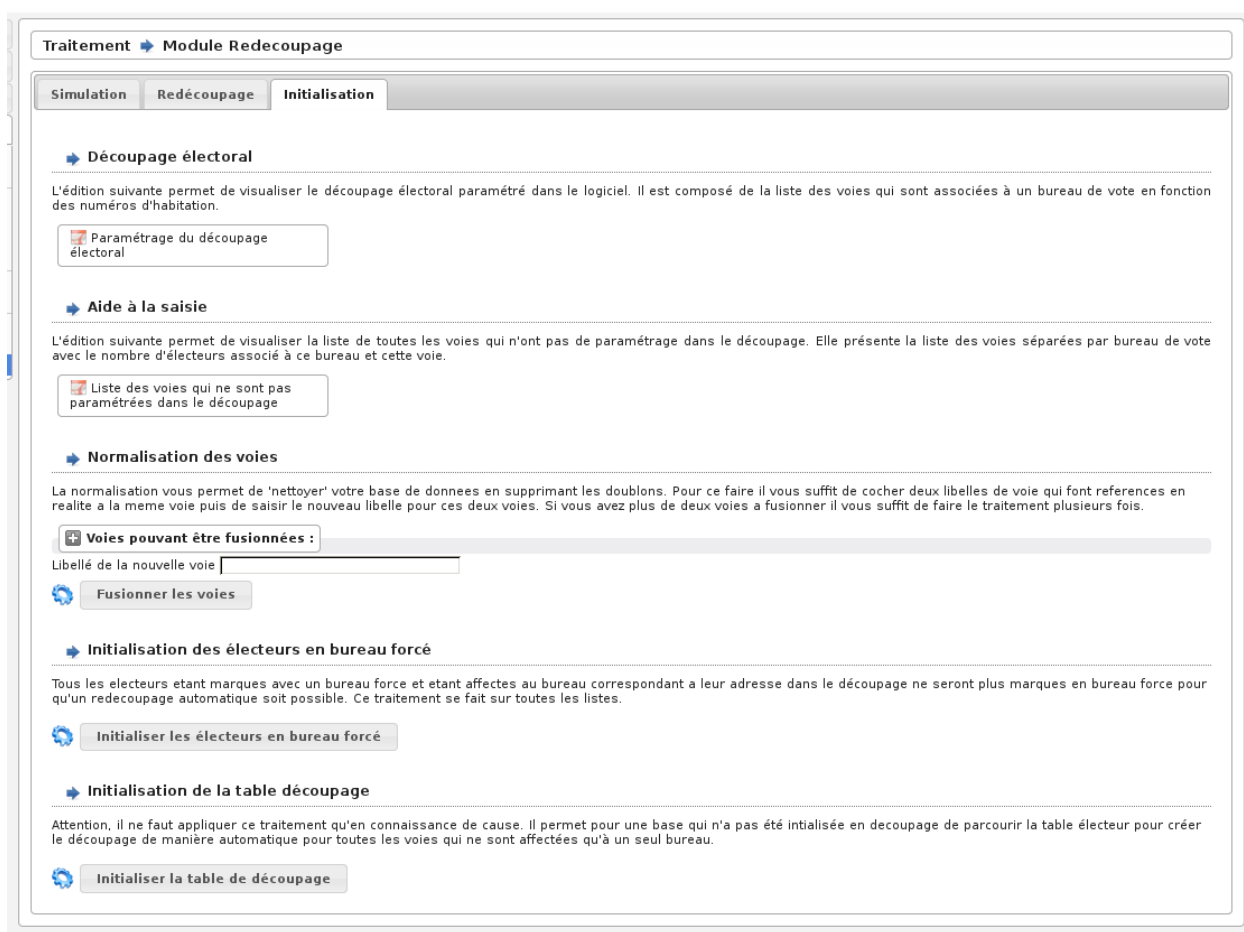 Traitement Module Redecoupage
Simulation Redécoupage Initialisation
Découpage électoral
L'édition suivante permet de visualiser le découpage électoral paramétré dans le logiciel. Il est composé de la liste des voies qui sont associées à un bureau de vote en fonction
des numéros d'habitation.
Paramétrage du découpage
électoral
Aide à la saisie
L'édition suivante permet de visualiser la liste de toutes les voies qui n'ont pas de paramétrage dans le découpage. Elle présente la liste des voies séparées par bureau de vote
avec le nombre d'électeurs associé à ce bureau et cette voie.
Liste des voies qui ne sont pas
paramétrées dans le découpage
Normalisation des voies
La normalisation vous permet de 'nettoyer' votre base de donnees en supprimant les doublons. Pour ce faire il vous suffit de cocher deux libelles de voie qui font references en
realite a la meme voie puis de saisir le nouveau libelle pour ces deux voies. Si vous avez plus de deux voies a fusionner il vous suffit de faire le traitement plusieurs fois.
Voies pouvant être fusionnées :
Libellé de la nouvelle voie
Fusionner les voies
Initialisation des électeurs en bureau forcé
Tous les electeurs etant marques avec un bureau force et etant affectes au bureau correspondant a leur adresse dans le découpage ne seront plus marques en bureau force pour
qu'un redecoupage automatique soit possible. Ce traitement se fait sur toutes les listes.
Initialiser les électeurs en bureau forcé
Initialisation de la table découpage
Attention, il ne faut appliquer ce traitement qu'en connaissance de cause. Il permet pour une base qui n'a pas été intialisée en decoupage de parcourir la table électeur pour créer
le découpage de manière automatique pour toutes les voies qui ne sont affectées qu'à un seul bureau.
Initialiser la table de découpage